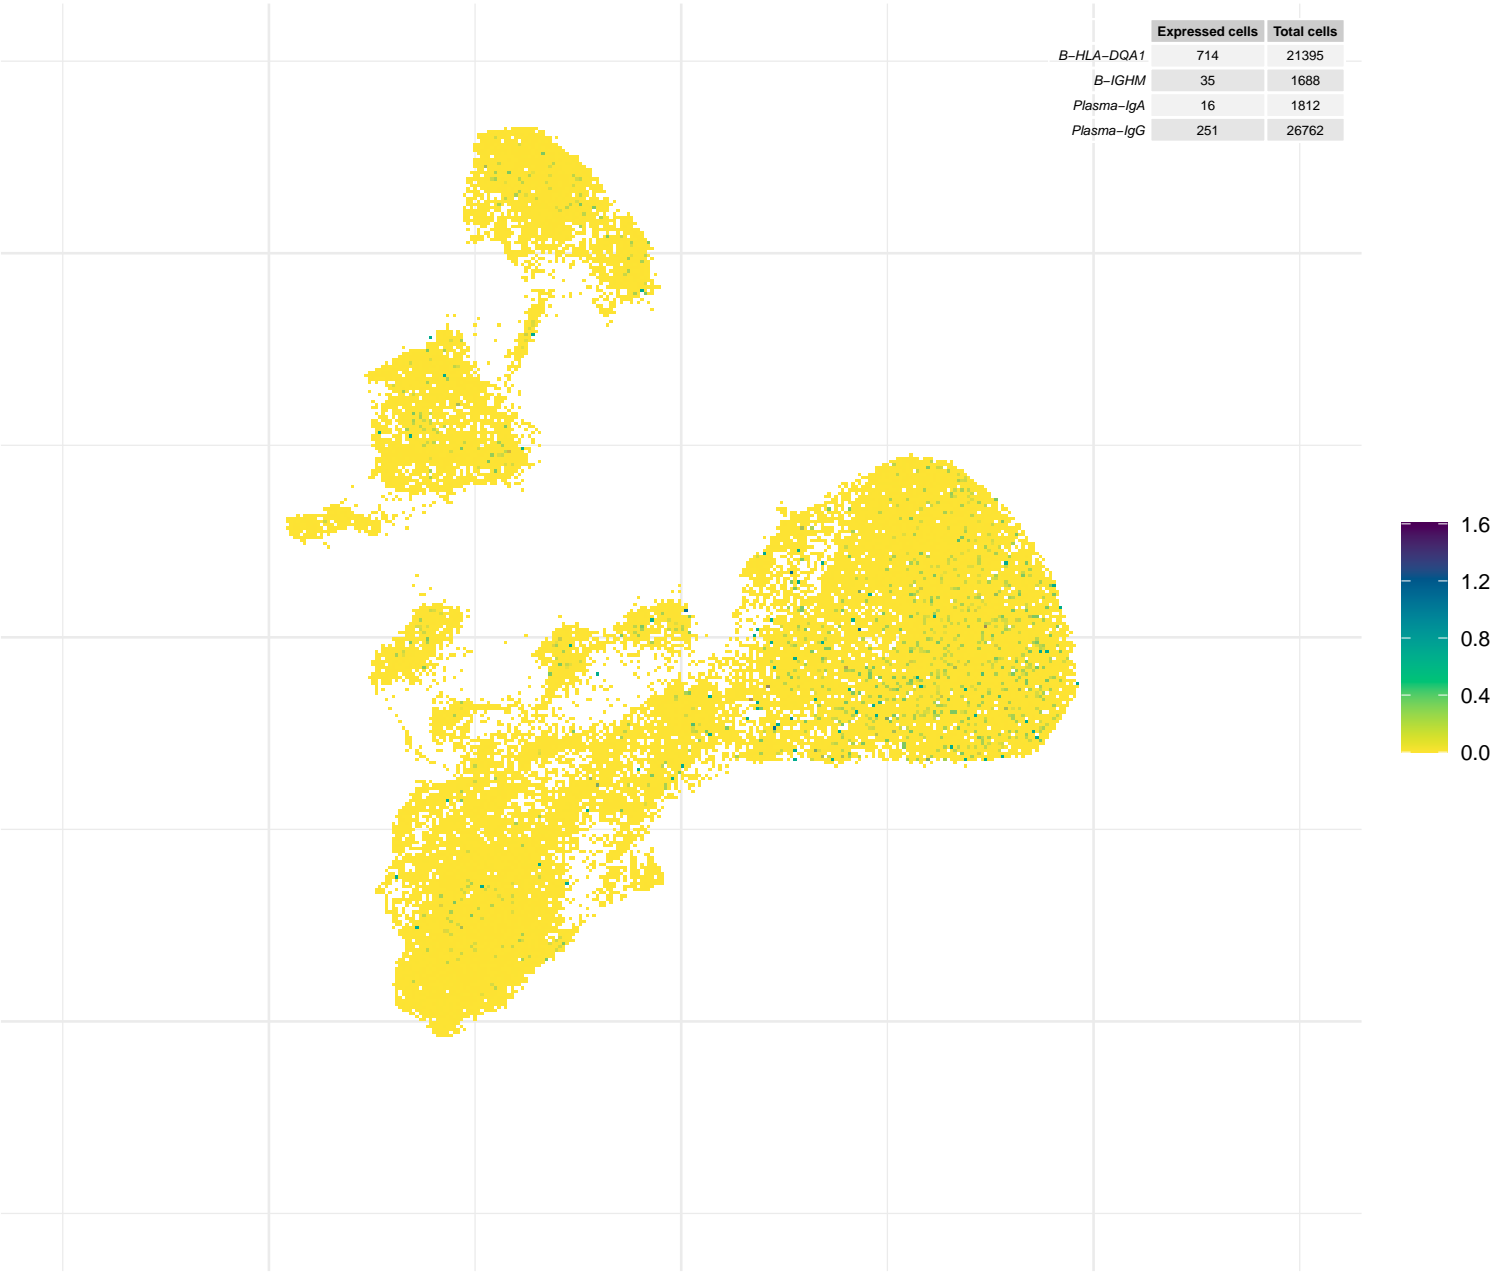 Expressed cells Total cells
B−HLA−DQA1 714 21395
B−IGHM 35 1688
Plasma−IgA 16 1812
Plasma−IgG 251 26762
1.6
1.2
0.8
0.4
0.0